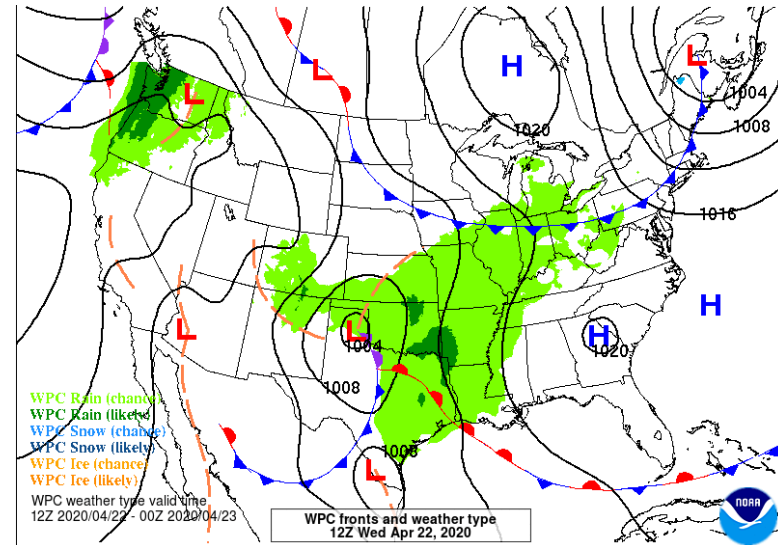 L
L
H
L
1004
1008
1020
1016
H
L
L
H
1004
1020
1008
WPC Rain (chance)
WPC Rain (likely)
WPC Snow (chance)
WPC Snow (likely)
WPC Ice (chance)
WPC Ice (likely)
1008
L
WPC weather type valid time
12Z 2020/04/22 - 00Z 2020/04/23
WPC fronts and weather type
12Z Wed Apr 22, 2020
NOAA